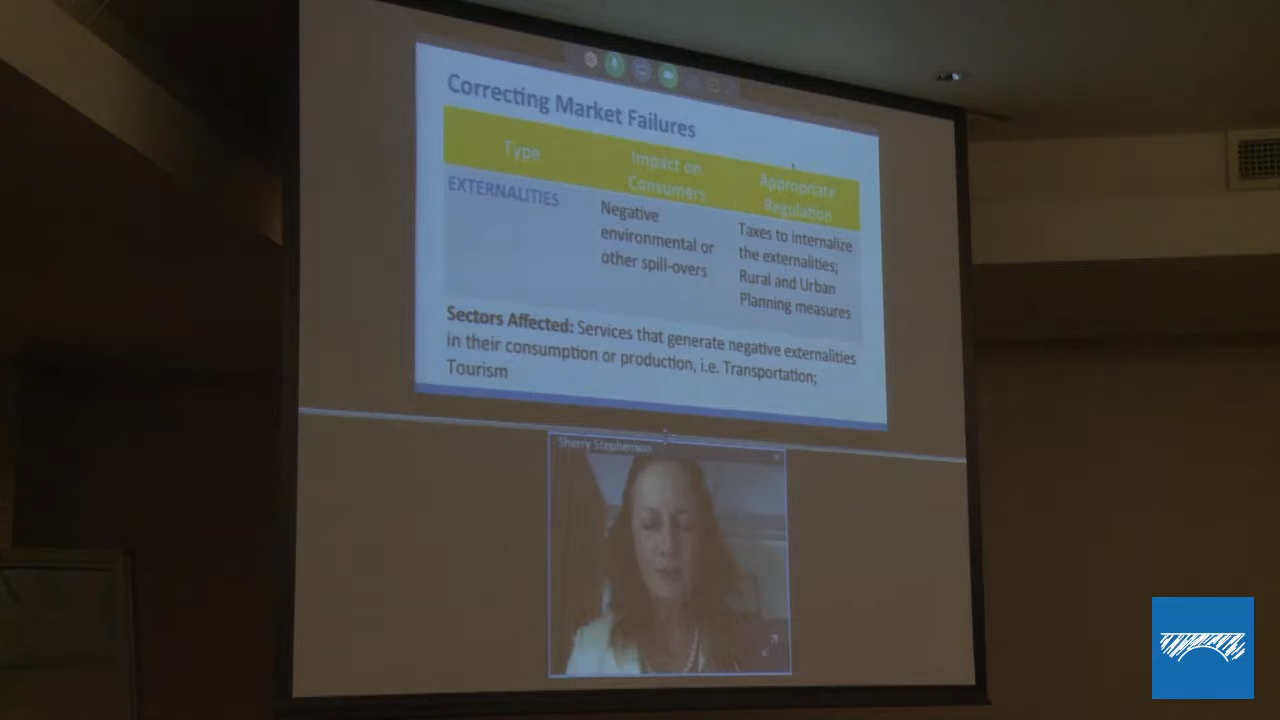 Correcting Market Failures
Type
Impact on
Consumers
Appropriate
Regulation
EXTERNALITIES
Negative
environmental or
other spill-overs
Taxes to internalize
the externalities;
Rural and Urban
Planning measures
Sectors Affected: Services that generate negative externalities
in their consumption or production, i.e. Transportation;
Tourism
Sherry Stephenson